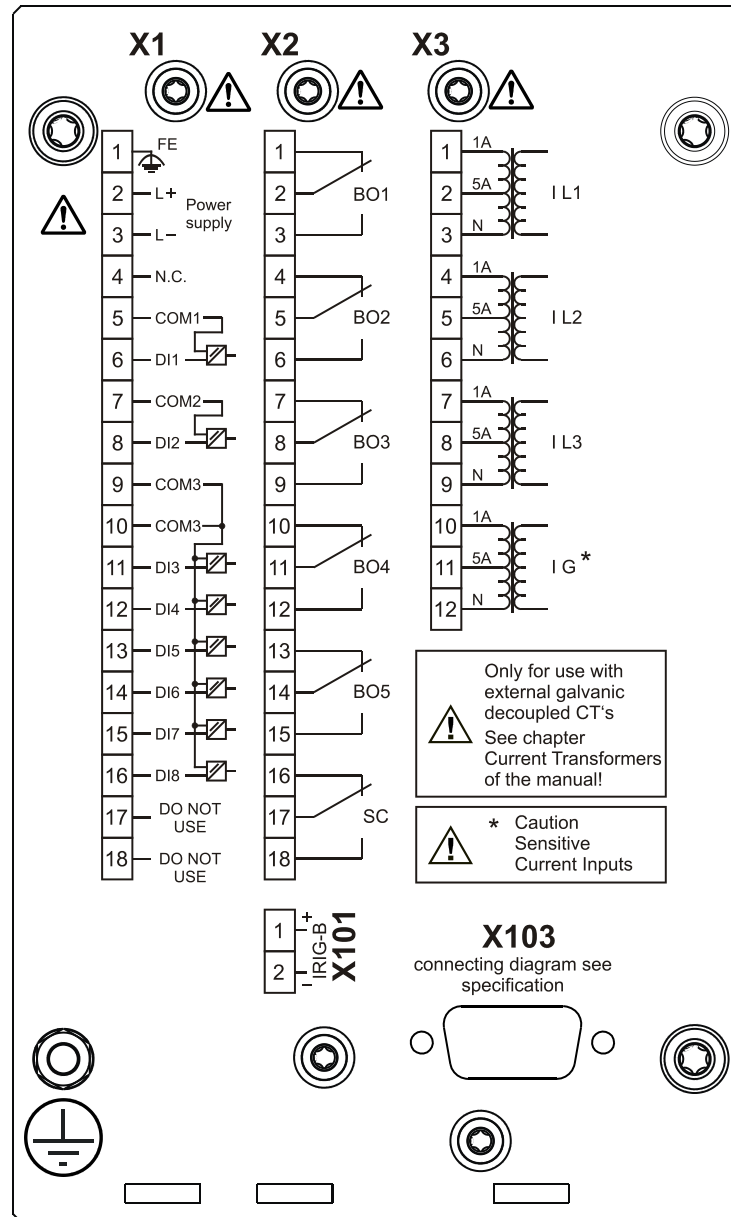 X1 X2 X3
1 FE
2 L+
Power
supply
3 L−
4 N.C.
5 COM1
6 DI1
7 COM2
8 DI2
9 COM3
10 COM3
11 DI3
12 DI4
13 DI5
14 DI6
15 DI7
16 DI8
17 DO NOT
USE
18 DO NOT
USE
1
2 BO1
3
4
5 BO2
6
7
8 BO3
9
10
11 BO4
12
13
14 BO5
15
16
17 SC
18
1 1A
2 5A I L1
3 N
4 1A
5 5A I L2
6 N
7 1A
8 5A I L3
9 N
10 1A
11 5A I G*
12 N
Only for use with
external galvanic
decoupled CT‘s
See chapter
Current Transformers
of the manual!
* Caution
Sensitive
Current Inputs
1 +
2 −
IRIG-B
X101
X103
connecting diagram see
specification